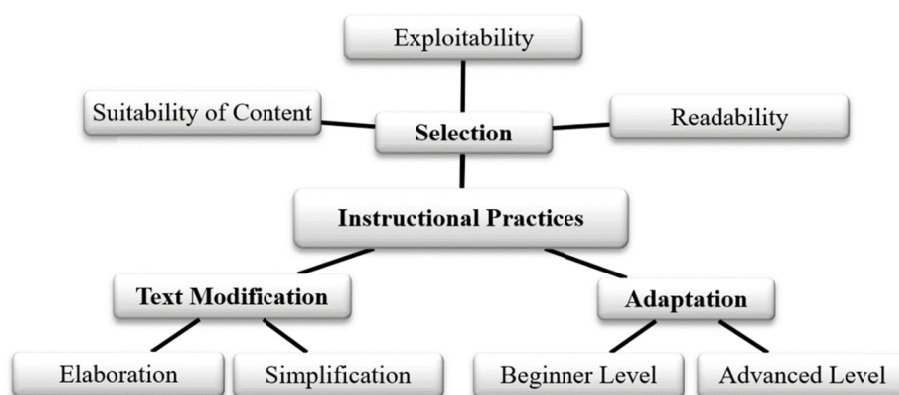 Exploitability
Suitability of Content
Selection
Readability
Instructional Practices
Text Modification
Adaptation
Elaboration
Simplification
Beginner Level
Advanced Level